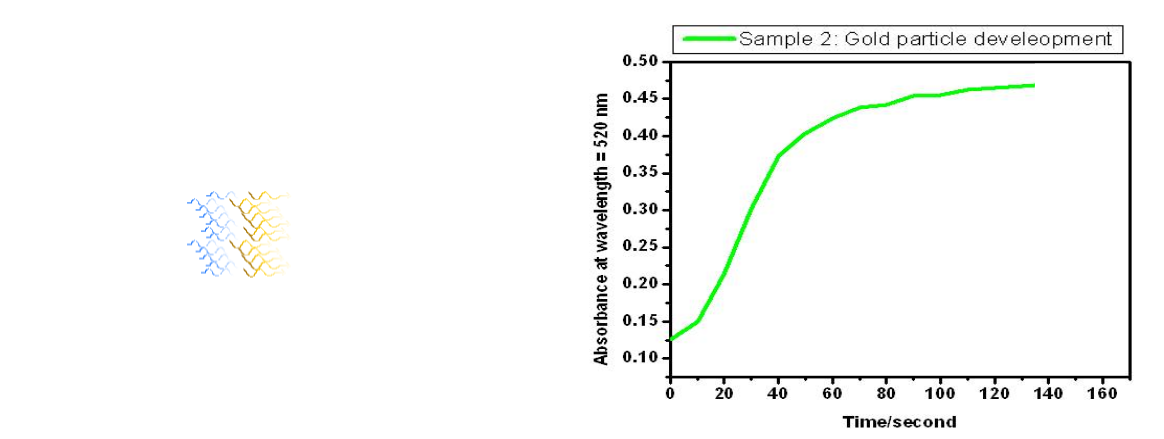 Sample 2: Gold particle develeopment
0.50
0.45
0.40
0.35
0.30
0.25
0.20
0.15
0.10
Absorbance at wavelength = 520 nm
0 20 40 60 80 100 120 140 160
Time/second